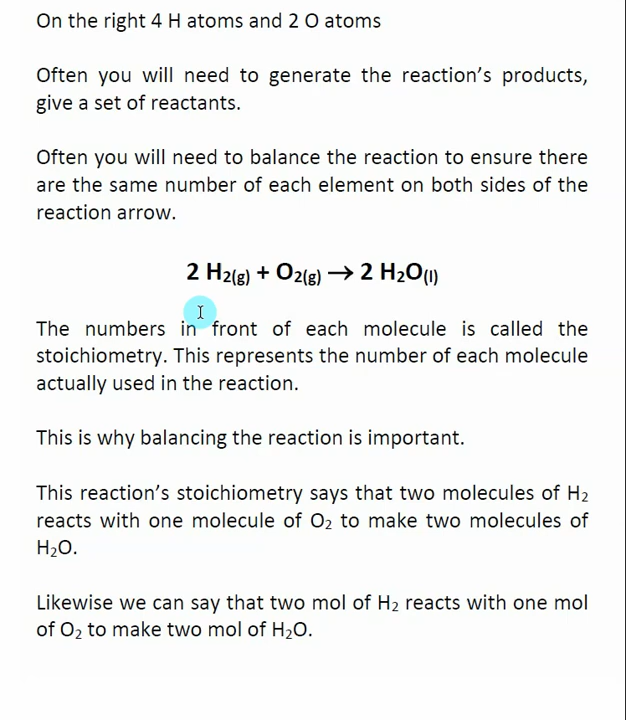 On the right 4 H atoms and 2 O atoms
Often you will need to generate the reaction's products,
give a set of reactants.
Often you will need to balance the reaction to ensure there
are the same number of each element on both sides of the
reaction arrow.
2 H₂(g) + O₂(g) → 2 H₂O(l)
The numbers in front of each molecule is called the
stoichiometry. This represents the number of each molecule
actually used in the reaction.
This is why balancing the reaction is important.
This reaction's stoichiometry says that two molecules of H₂
reacts with one molecule of O₂ to make two molecules of
H₂O.
Likewise we can say that two mol of H₂ reacts with one mol
of O₂ to make two mol of H₂O.